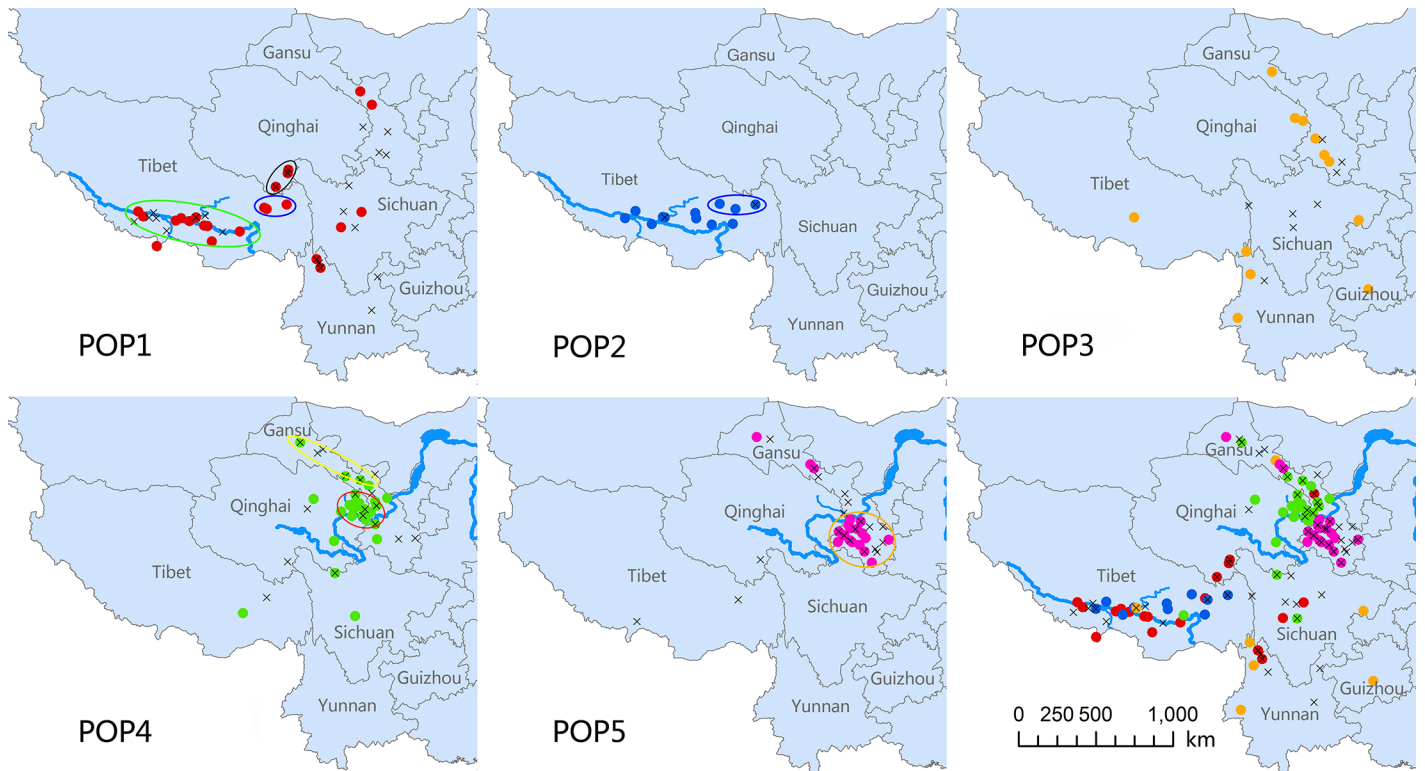 Gansu
Qinghai
Tibet
Sichuan
Guizhou
Yunnan
POP1
Gansu
Qinghai
Tibet
Sichuan
Guizhou
Yunnan
POP2
Gansu
Qinghai
Tibet
Sichuan
Guizhou
Yunnan
POP3
Gansu
Qinghai
Tibet
Sichuan
Guizhou
Yunnan
POP4
Gansu
Qinghai
Tibet
Sichuan
Guizhou
Yunnan
POP5
Gansu
Qinghai
Tibet
Sichuan
Guizhou
Yunnan
0 250 500 1,000
km